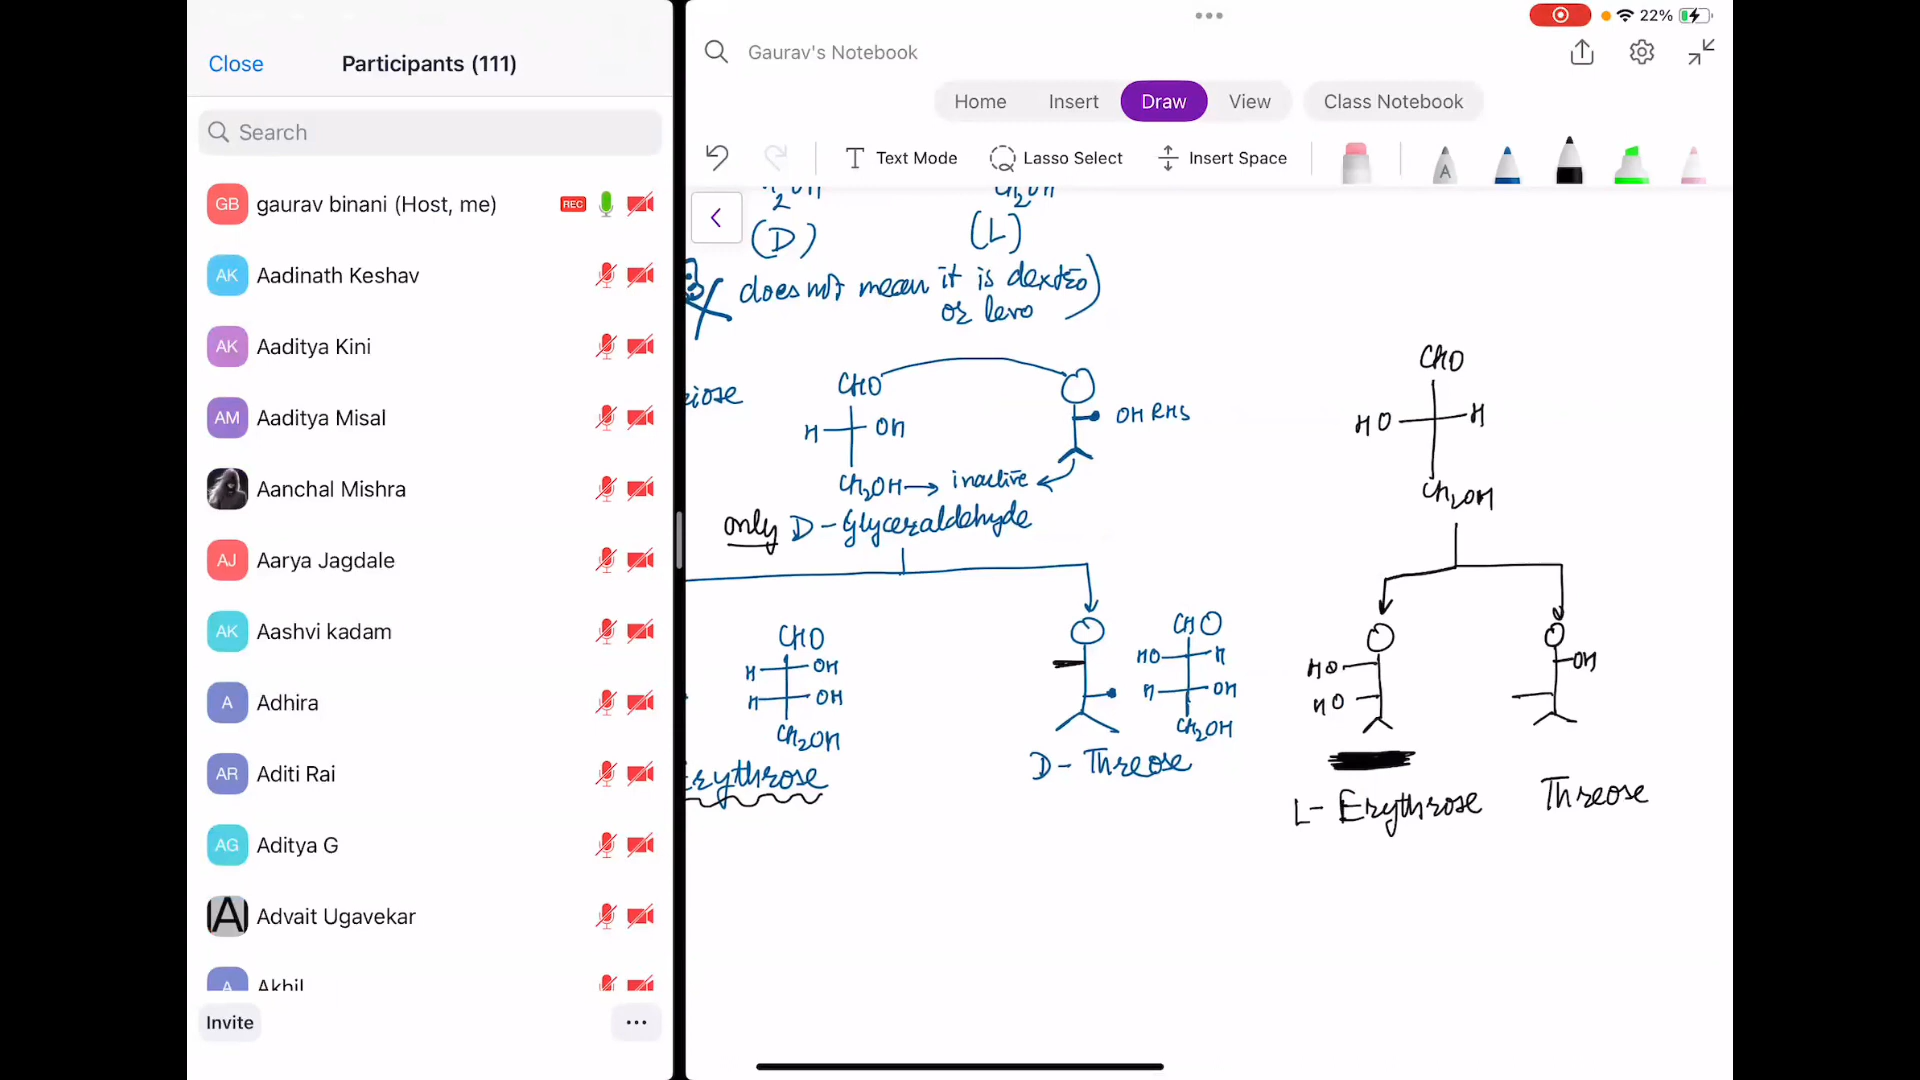 22%
Close
Participants (111)
Search
GB gaurav binani (Host, me) REC
AK Aadinath Keshav
AK Aaditya Kini
AM Aaditya Misal
Aanchal Mishra
AJ Aarya Jagdale
AK Aashvi kadam
A Adhira
AR Aditi Rai
AG Aditya G
A Advait Ugavekar
A Akhil
Invite
Gaurav's Notebook
Home Insert Draw View Class Notebook
Text Mode Lasso Select Insert Space
A
CH2OH
(D) (L)
does not mean it is dextro)
or levo
CHO
H OH
CH2OH → inactive
OH RHS
only D - Glyceraldehyde
CHO
H OH
H OH
CH2OH
Erythrose
CHO
HO H
H OH
CH2OH
D - Threose
CHO
HO H
CH2OH
HO
HO
L - Erythrose
OH
Threose